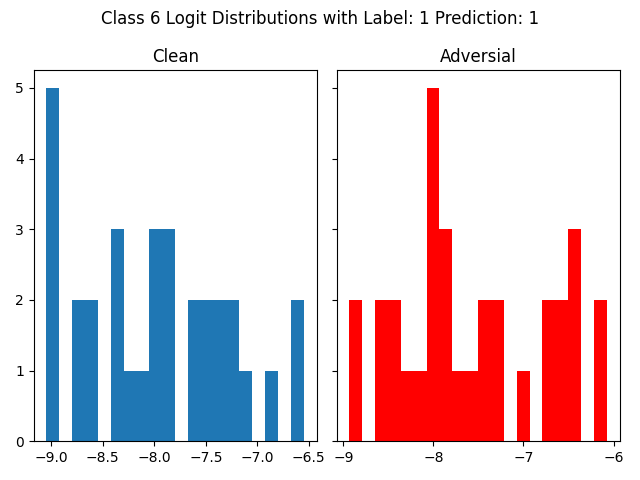 Class 6 Logit Distributions with Label: 1 Prediction: 1
Clean
Adversial
5
4
3
2
1
0
−9.0 −8.5 −8.0 −7.5 −7.0 −6.5
−9 −8 −7 −6